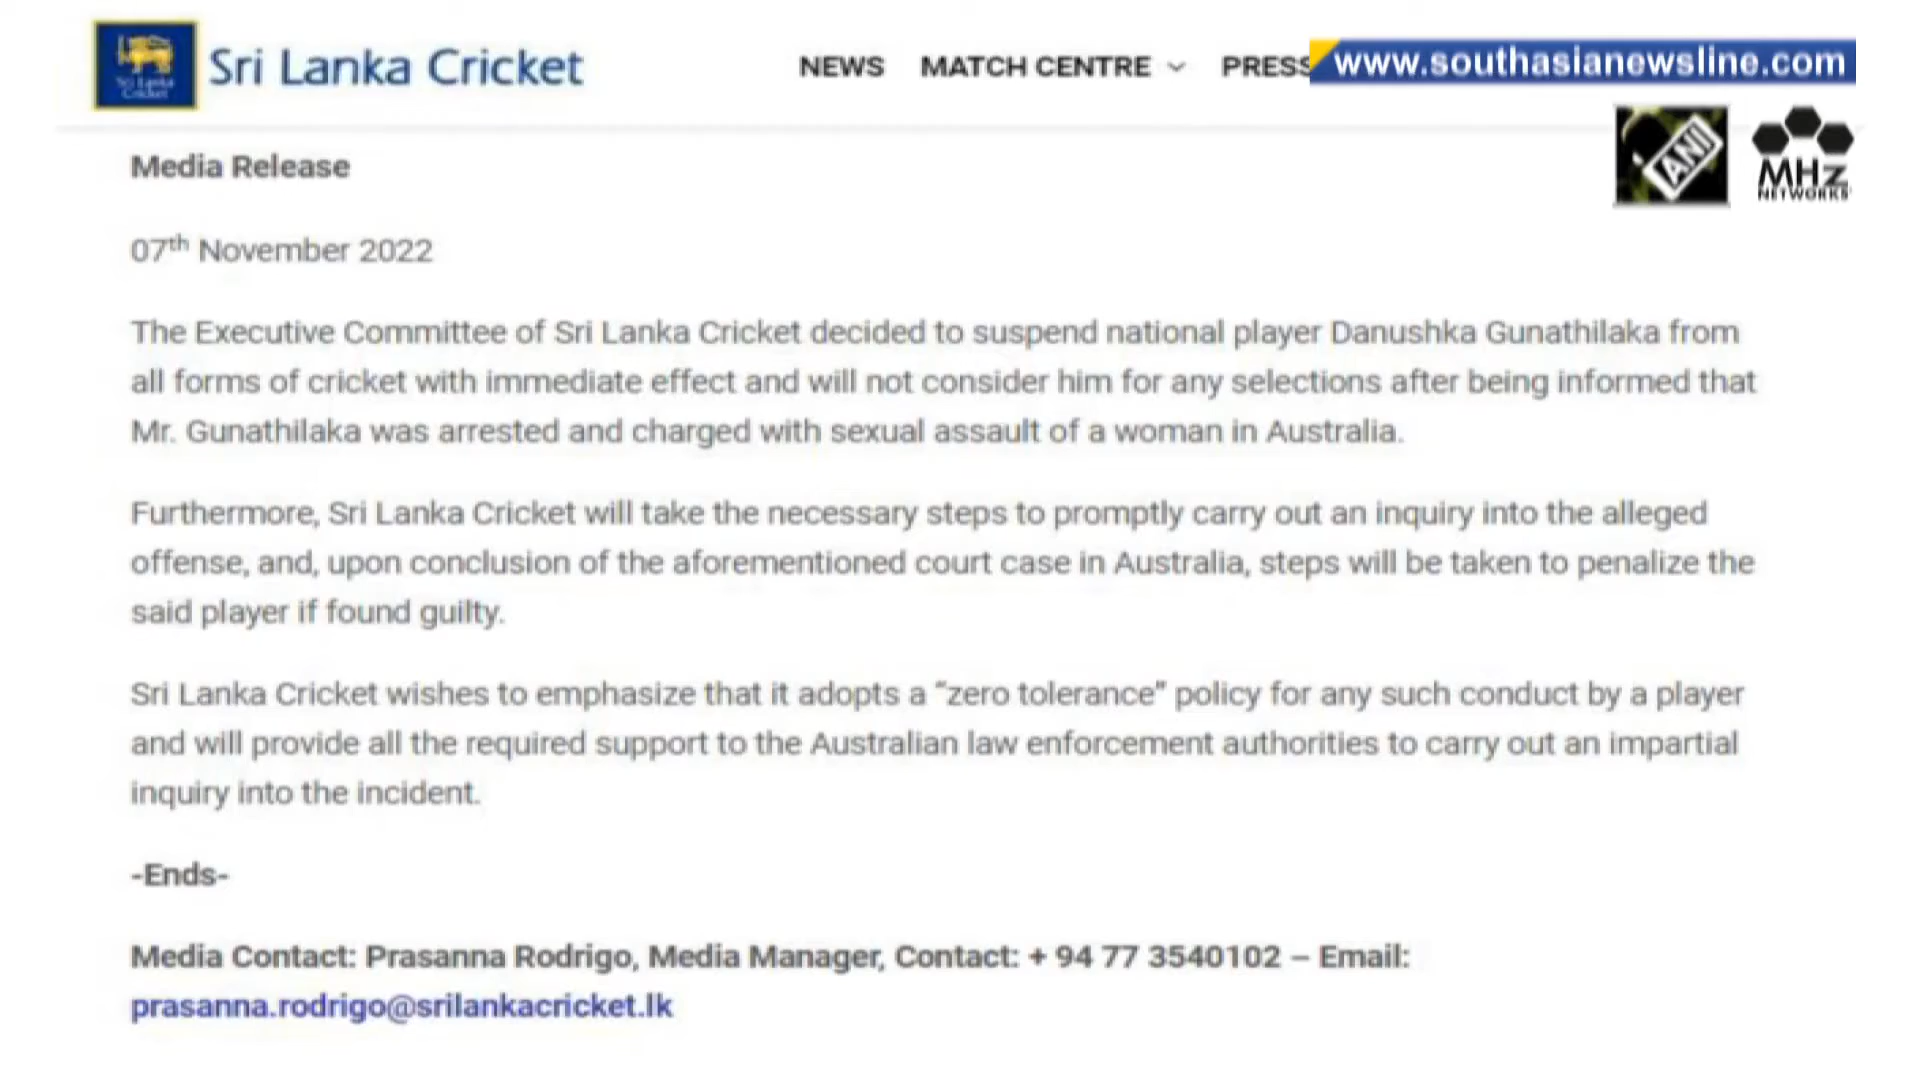 Sri Lanka Cricket
Sri Lanka
Cricket
NEWS MATCH CENTRE PRESS
www.southasianewsline.com
ANI
MHz
NETWORKS
Media Release
07th November 2022
The Executive Committee of Sri Lanka Cricket decided to suspend national player Danushka Gunathilaka from
all forms of cricket with immediate effect and will not consider him for any selections after being informed that
Mr. Gunathilaka was arrested and charged with sexual assault of a woman in Australia.
Furthermore, Sri Lanka Cricket will take the necessary steps to promptly carry out an inquiry into the alleged
offense, and, upon conclusion of the aforementioned court case in Australia, steps will be taken to penalize the
said player if found guilty.
Sri Lanka Cricket wishes to emphasize that it adopts a “zero tolerance” policy for any such conduct by a player
and will provide all the required support to the Australian law enforcement authorities to carry out an impartial
inquiry into the incident.
-Ends-
Media Contact: Prasanna Rodrigo, Media Manager, Contact: + 94 77 3540102 – Email:
prasanna.rodrigo@srilankacricket.lk